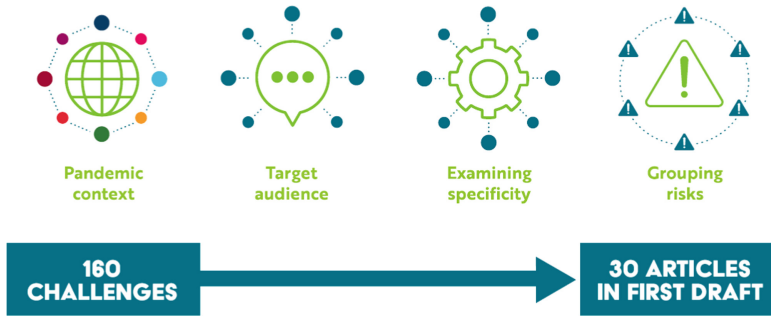 Pandemic
context
Target
audience
Examining
specificity
Grouping
risks
160
CHALLENGES
30 ARTICLES
IN FIRST DRAFT